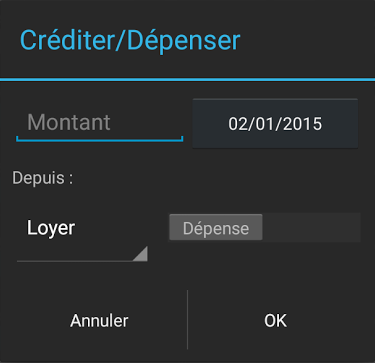 Créditer/Dépenser
Montant
02/01/2015
Depuis :
Loyer
Dépense
Annuler
OK